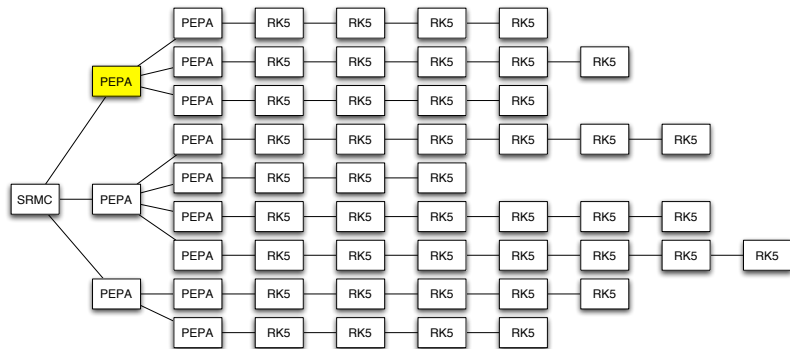 PEPA RK5 RK5 RK5 RK5
PEPA RK5 RK5 RK5 RK5 RK5
PEPA
PEPA RK5 RK5 RK5 RK5
PEPA RK5 RK5 RK5 RK5 RK5 RK5
PEPA RK5 RK5 RK5
SRMC PEPA
PEPA RK5 RK5 RK5 RK5 RK5 RK5
PEPA RK5 RK5 RK5 RK5 RK5 RK5 RK5
PEPA PEPA RK5 RK5 RK5 RK5 RK5
PEPA RK5 RK5 RK5 RK5